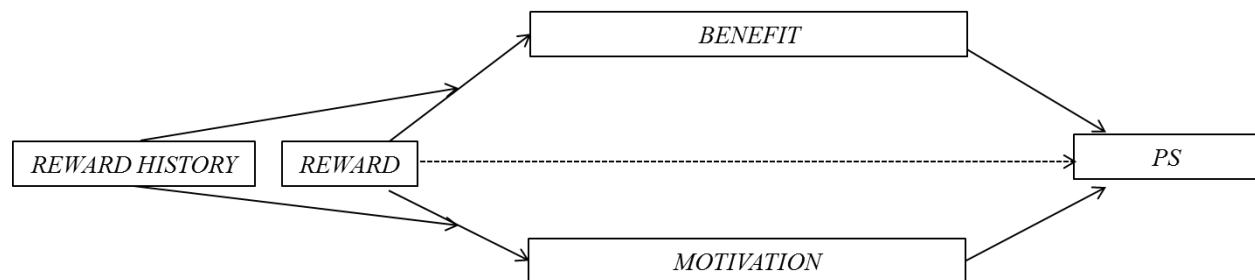 BENEFIT
REWARD HISTORY
REWARD
PS
MOTIVATION